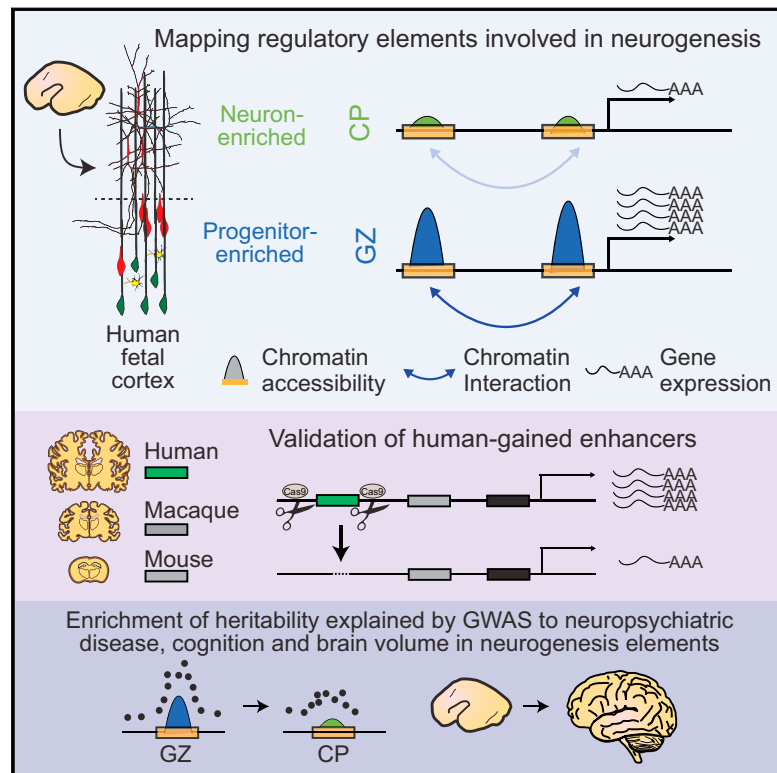 Mapping regulatory elements involved in neurogenesis
Neuron-
enriched
CP
AAA
Progenitor-
enriched
GZ
AAA
AAA
AAA
AAA
Human
fetal
cortex
Chromatin
accessibility
Chromatin
Interaction
AAA
Gene
expression
Validation of human-gained enhancers
Human
Macaque
Mouse
Cas9
Cas9
AAA
AAA
AAA
AAA
AAA
Enrichment of heritability explained by GWAS to neuropsychiatric
disease, cognition and brain volume in neurogenesis elements
GZ
CP